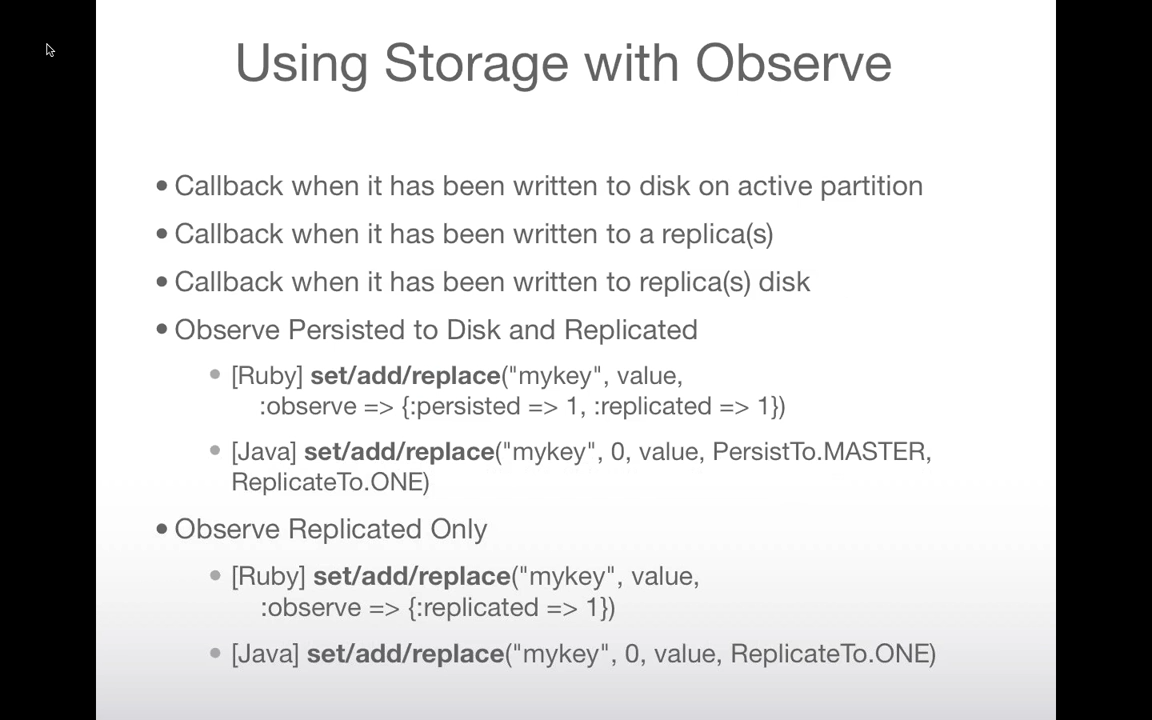 Using Storage with Observe
• Callback when it has been written to disk on active partition
• Callback when it has been written to a replica(s)
• Callback when it has been written to replica(s) disk
• Observe Persisted to Disk and Replicated
• [Ruby] set/add/replace("mykey", value,
:observe => {:persisted => 1, :replicated => 1})
• [Java] set/add/replace("mykey", 0, value, PersistTo.MASTER,
ReplicateTo.ONE)
• Observe Replicated Only
• [Ruby] set/add/replace("mykey", value,
:observe => {:replicated => 1})
• [Java] set/add/replace("mykey", 0, value, ReplicateTo.ONE)